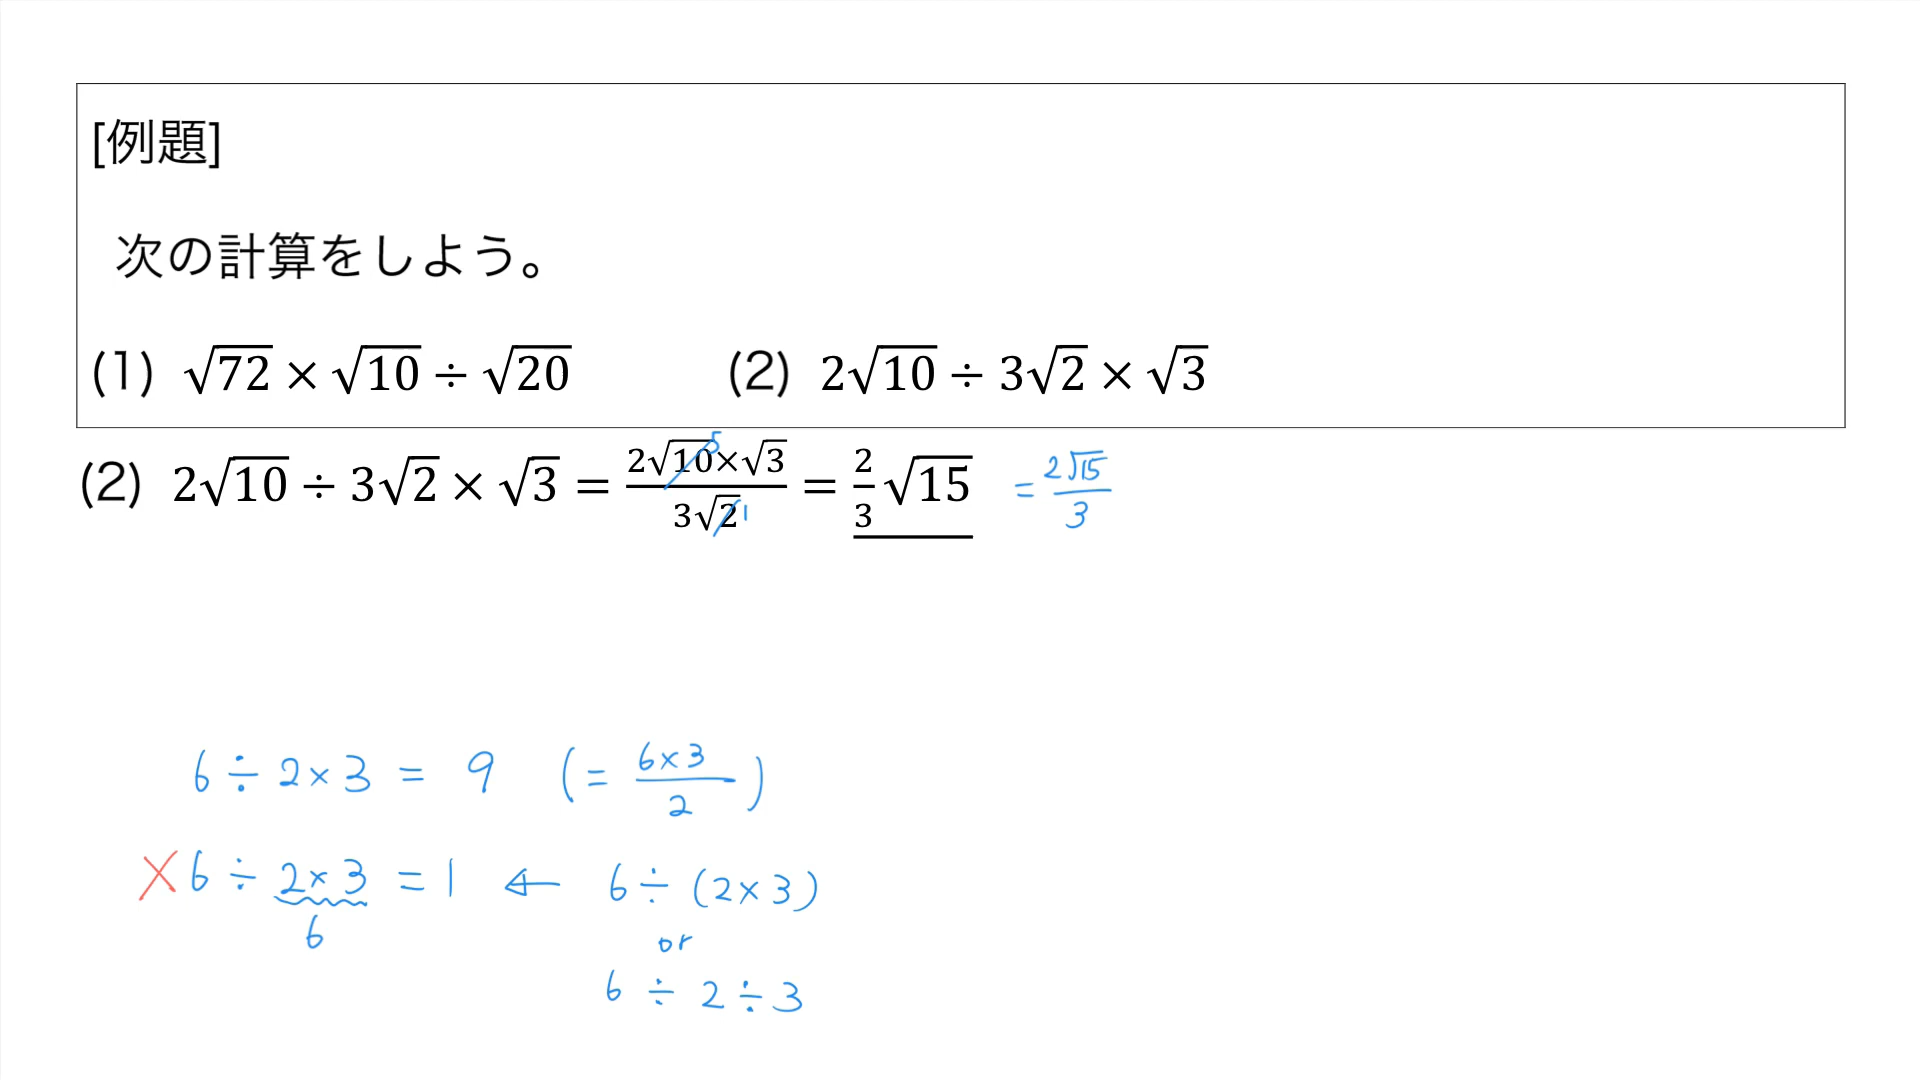 [例題]
次の計算をしよう。
(1) √72 × √10 ÷ √20
(2) 2√10 ÷ 3√2 × √3
(2) 2√10 ÷ 3√2 × √3 = 2√10×√3 / 3√2 = 2/3 √15 = 2√15 / 3
5
1
6 ÷ 2 × 3 = 9 (= 6×3 / 2)
× 6 ÷ 2 × 3 = 1 ← 6 ÷ (2 × 3)
6
or
6 ÷ 2 ÷ 3